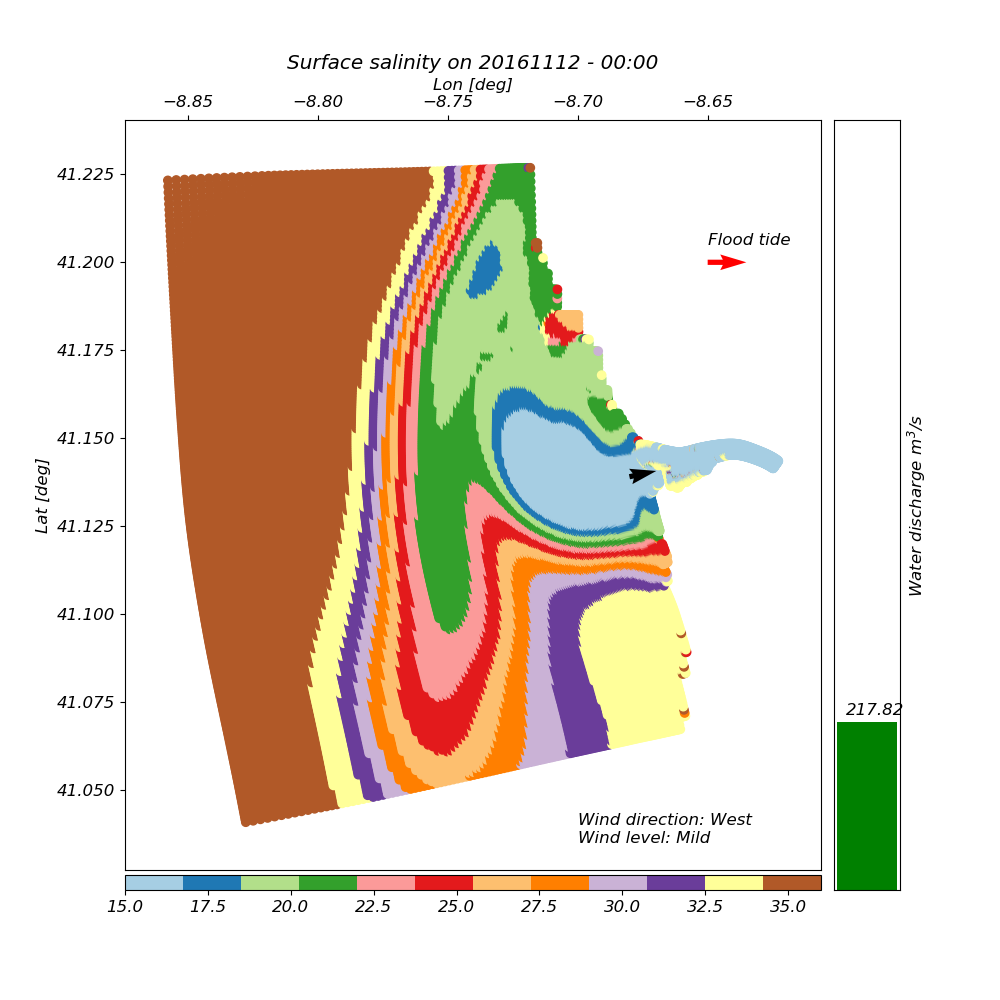 Surface salinity on 20161112 - 00:00
Lon [deg]
−8.85 −8.80 −8.75 −8.70 −8.65
41.225
41.200
41.175
41.150
41.125
41.100
41.075
41.050
Lat [deg]
Flood tide
Wind direction: West
Wind level: Mild
217.82
Water discharge m³/s
15.0 17.5 20.0 22.5 25.0 27.5 30.0 32.5 35.0